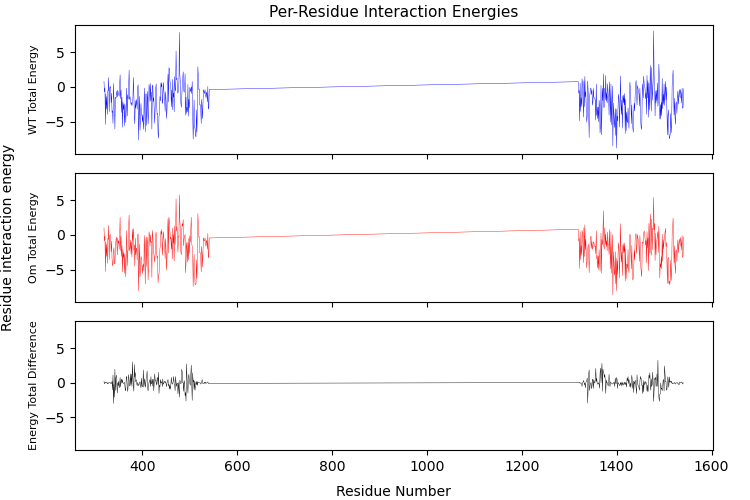 Per-Residue Interaction Energies
Residue interaction energy
WT Total Energy
5
0
−5
Om Total Energy
5
0
−5
Energy Total Difference
5
0
−5
400 600 800 1000 1200 1400 1600
Residue Number